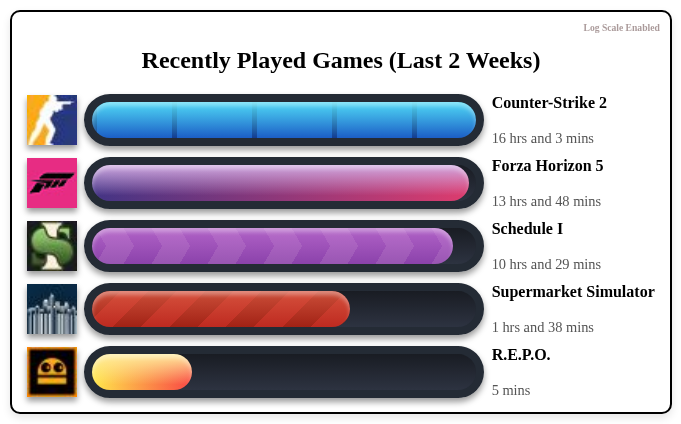 Log Scale Enabled
Recently Played Games (Last 2 Weeks)
Counter-Strike 2
16 hrs and 3 mins
Forza Horizon 5
13 hrs and 48 mins
Schedule I
10 hrs and 29 mins
Supermarket Simulator
1 hrs and 38 mins
R.E.P.O.
5 mins